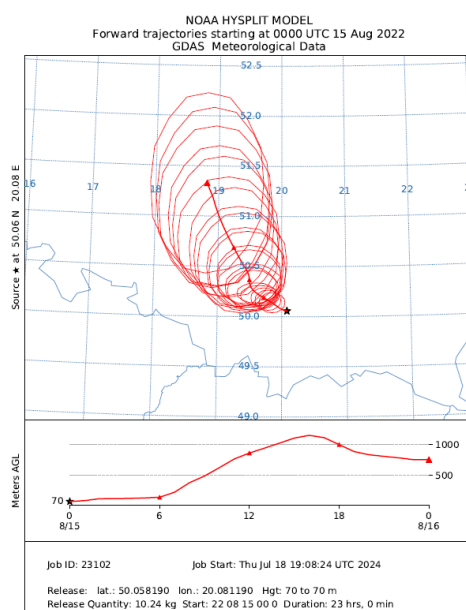 NOAA HYSPLIT MODEL
Forward trajectories starting at 0000 UTC 15 Aug 2022
GDAS Meteorological Data
52.5
52.0
51.5
16 17 18 19 20 21 22 23
51.0
50.5
50.0
49.5
49.0
Source ★ at 50.06 N 20.08 E
Meters AGL
1000
500
70
0 6 12 18 0
8/15 8/16
Job ID: 23102 Job Start: Thu Jul 18 19:08:24 UTC 2024
Release: lat.: 50.058190 lon.: 20.081190 Hgt: 70 to 70 m
Release Quantity: 10.24 kg Start: 22 08 15 00 0 Duration: 23 hrs, 0 min